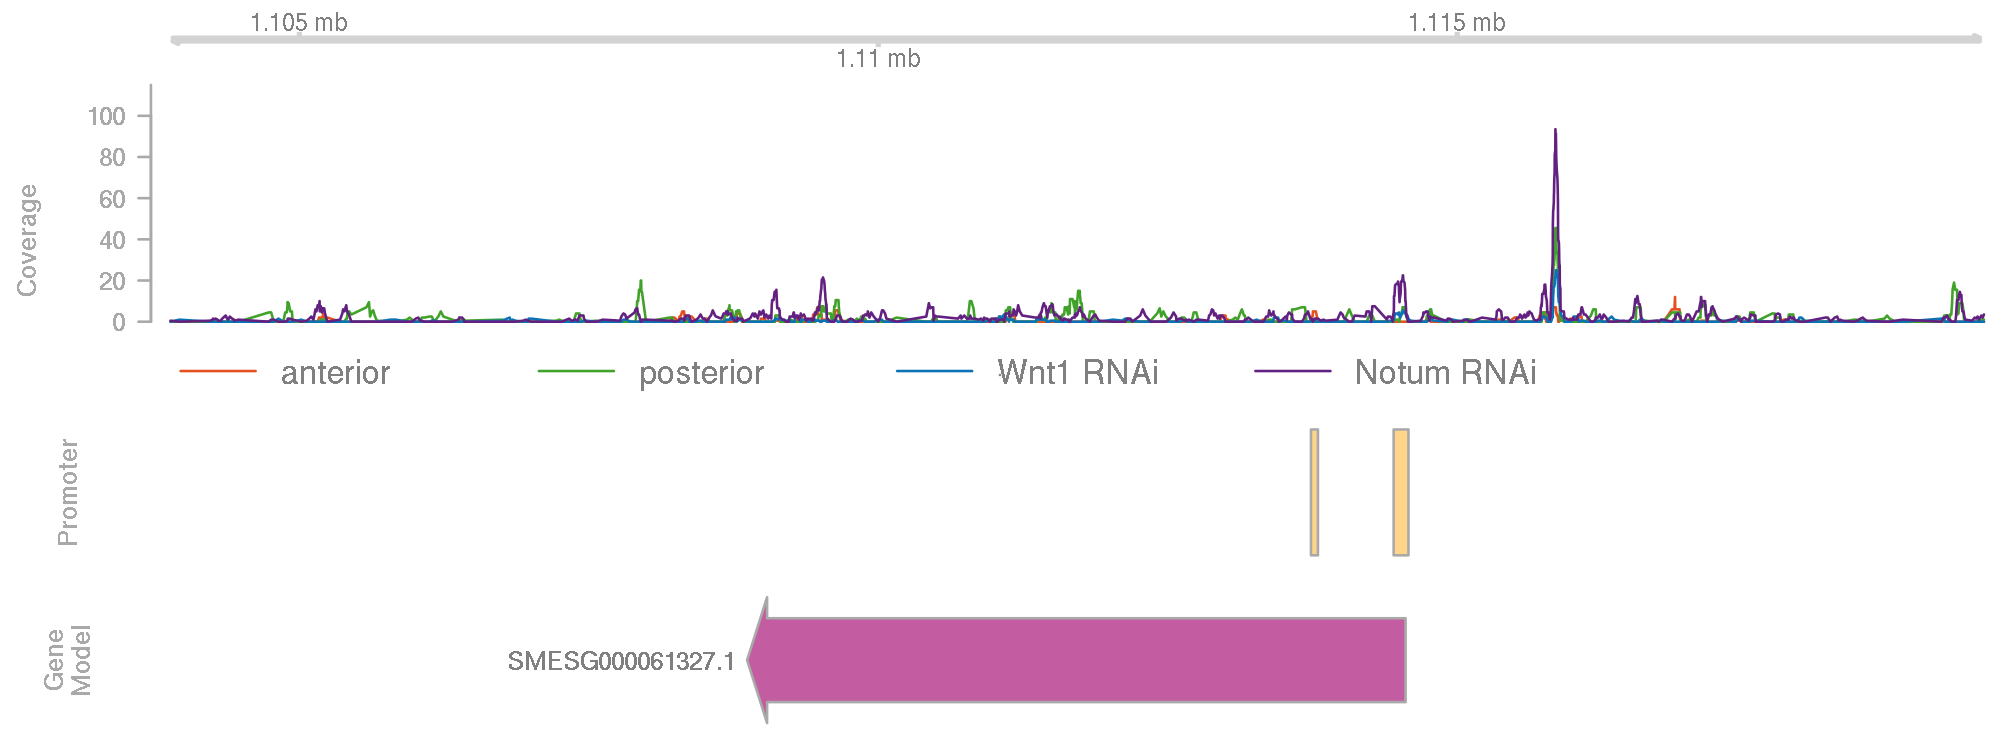 1.105 mb
1.115 mb
1.11 mb
Coverage
100
80
60
40
20
0
anterior
posterior
Wnt1 RNAi
Notum RNAi
Promoter
Gene
Model
SMESG000061327.1